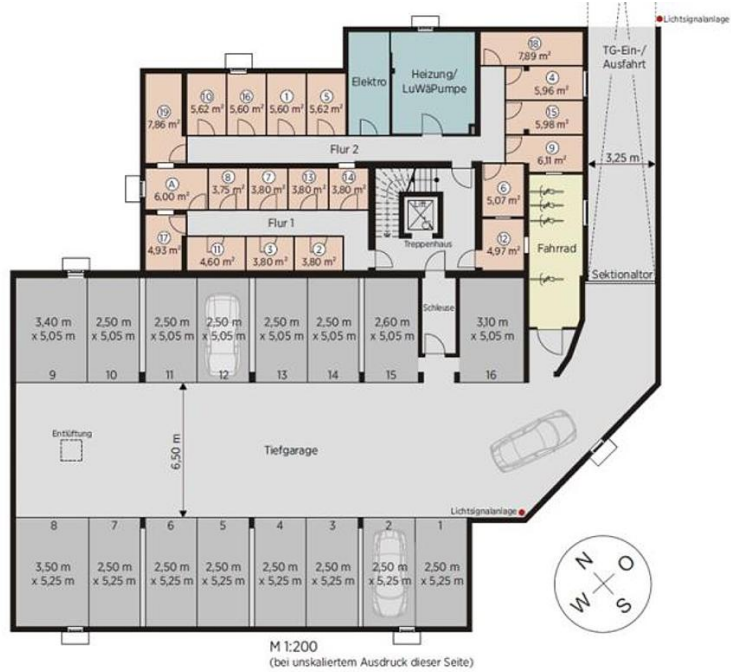 Lichtsignalanlage
TG-Ein-/
Ausfahrt
3,25 m
Sektionaltor
18
7,89 m²
4
5,96 m²
15
5,98 m²
9
6,11 m²
Elektro
Heizung/
LuWäPumpe
19
7,86 m²
10
5,62 m²
16
5,60 m²
1
5,60 m²
5
5,62 m²
Flur 2
A
6,00 m²
8
3,75 m²
7
3,80 m²
13
3,80 m²
14
3,80 m²
6
5,07 m²
Lift
Treppenhaus
Flur 1
17
4,93 m²
11
4,60 m²
3
3,80 m²
2
3,80 m²
12
4,97 m²
Fahrrad
Schleuse
3,40 m
x 5,05 m
9
2,50 m
x 5,05 m
10
2,50 m
x 5,05 m
11
2,50 m
x 5,05 m
12
2,50 m
x 5,05 m
13
2,50 m
x 5,05 m
14
2,60 m
x 5,05 m
15
3,10 m
x 5,05 m
16
Entlüftung
6,50 m
Tiefgarage
Lichtsignalanlage
8
3,50 m
x 5,25 m
7
2,50 m
x 5,25 m
6
2,50 m
x 5,25 m
5
2,50 m
x 5,25 m
4
2,50 m
x 5,25 m
3
2,50 m
x 5,25 m
2
2,50 m
x 5,25 m
1
2,50 m
x 5,25 m
N
O
W
S
M 1:200
(bei unskaliertem Ausdruck dieser Seite)